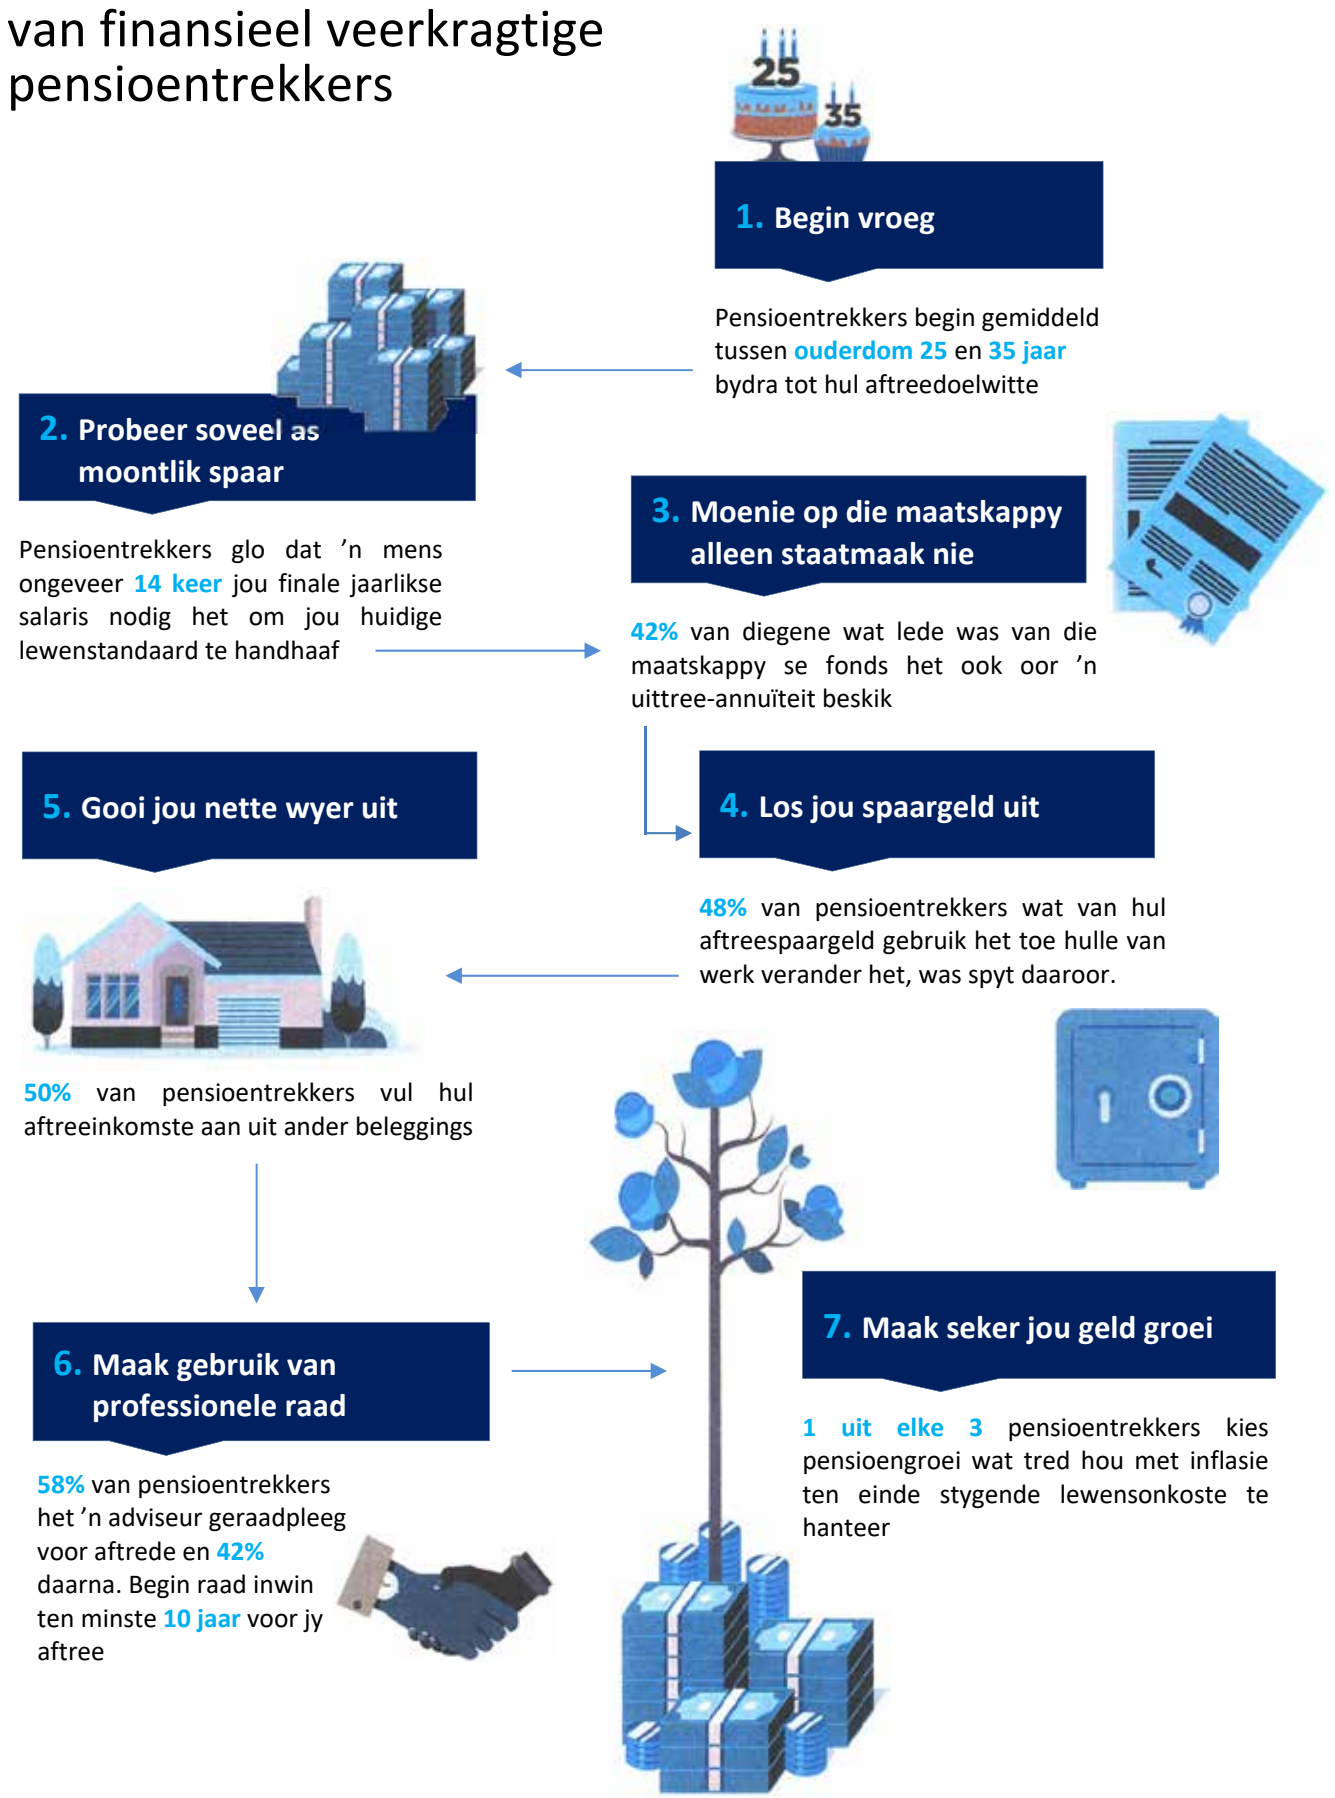 van finansieel veerkragtige
pensioentrekkers
25
35
1. Begin vroeg
Pensioentrekkers begin gemiddeld
tussen ouderdom 25 en 35 jaar
bydra tot hul aftreedoelwitte
2. Probeer soveel as
moontlik spaar
Pensioentrekkers glo dat ’n mens
ongeveer 14 keer jou finale jaarlikse
salaris nodig het om jou huidige
lewenstandaard te handhaaf
3. Moenie op die maatskappy
alleen staatmaak nie
42% van diegene wat lede was van die
maatskappy se fonds het ook oor ’n
uittree-annuïteit beskik
4. Los jou spaargeld uit
48% van pensioentrekkers wat van hul
aftreespaargeld gebruik het toe hulle van
werk verander het, was spyt daaroor.
5. Gooi jou nette wyer uit
50% van pensioentrekkers vul hul
aftreeinkomste aan uit ander beleggings
6. Maak gebruik van
professionele raad
58% van pensioentrekkers
het ’n adviseur geraadpleeg
voor aftrede en 42%
daarna. Begin raad inwin
ten minste 10 jaar voor jy
aftree
7. Maak seker jou geld groei
1 uit elke 3 pensioentrekkers kies
pensioengroei wat tred hou met inflasie
ten einde stygende lewensonkoste te
hanteer